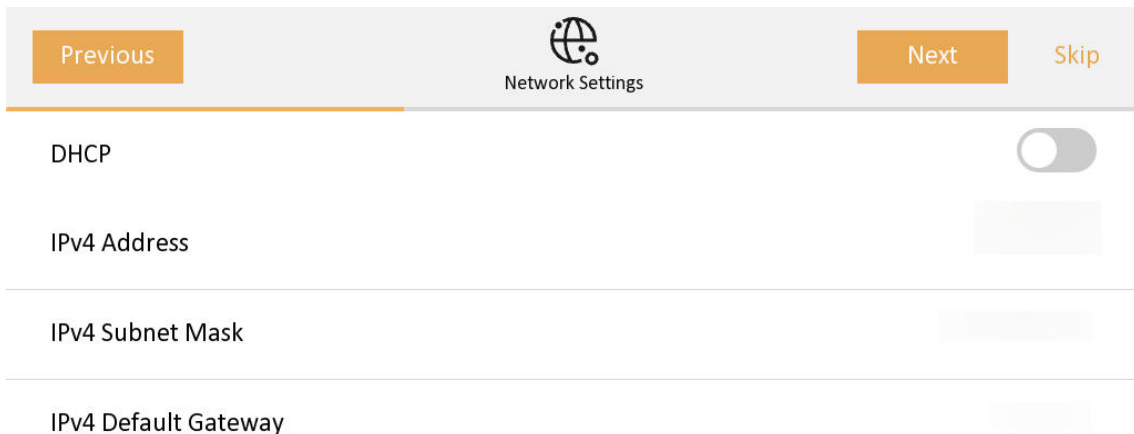 Previous
Network Settings
Next
Skip
DHCP
IPv4 Address
IPv4 Subnet Mask
IPv4 Default Gateway